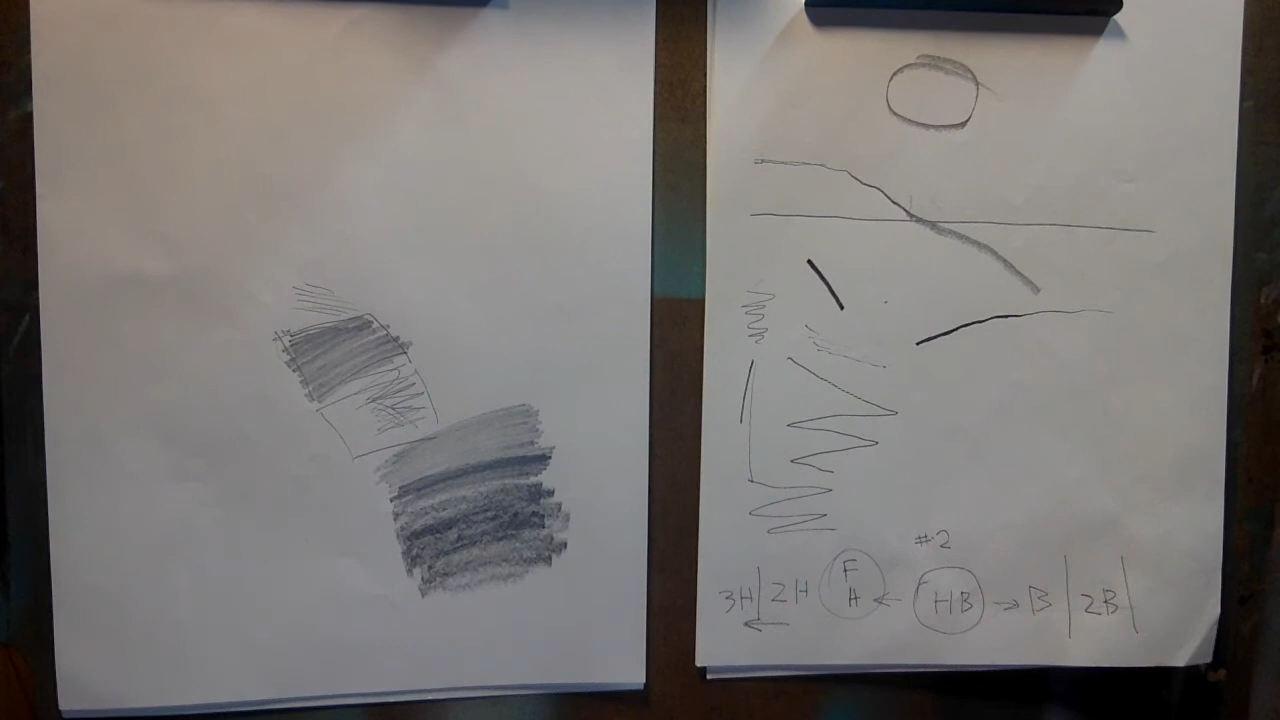 #2
3H | 2H F H ← HB → B | 2B |
←